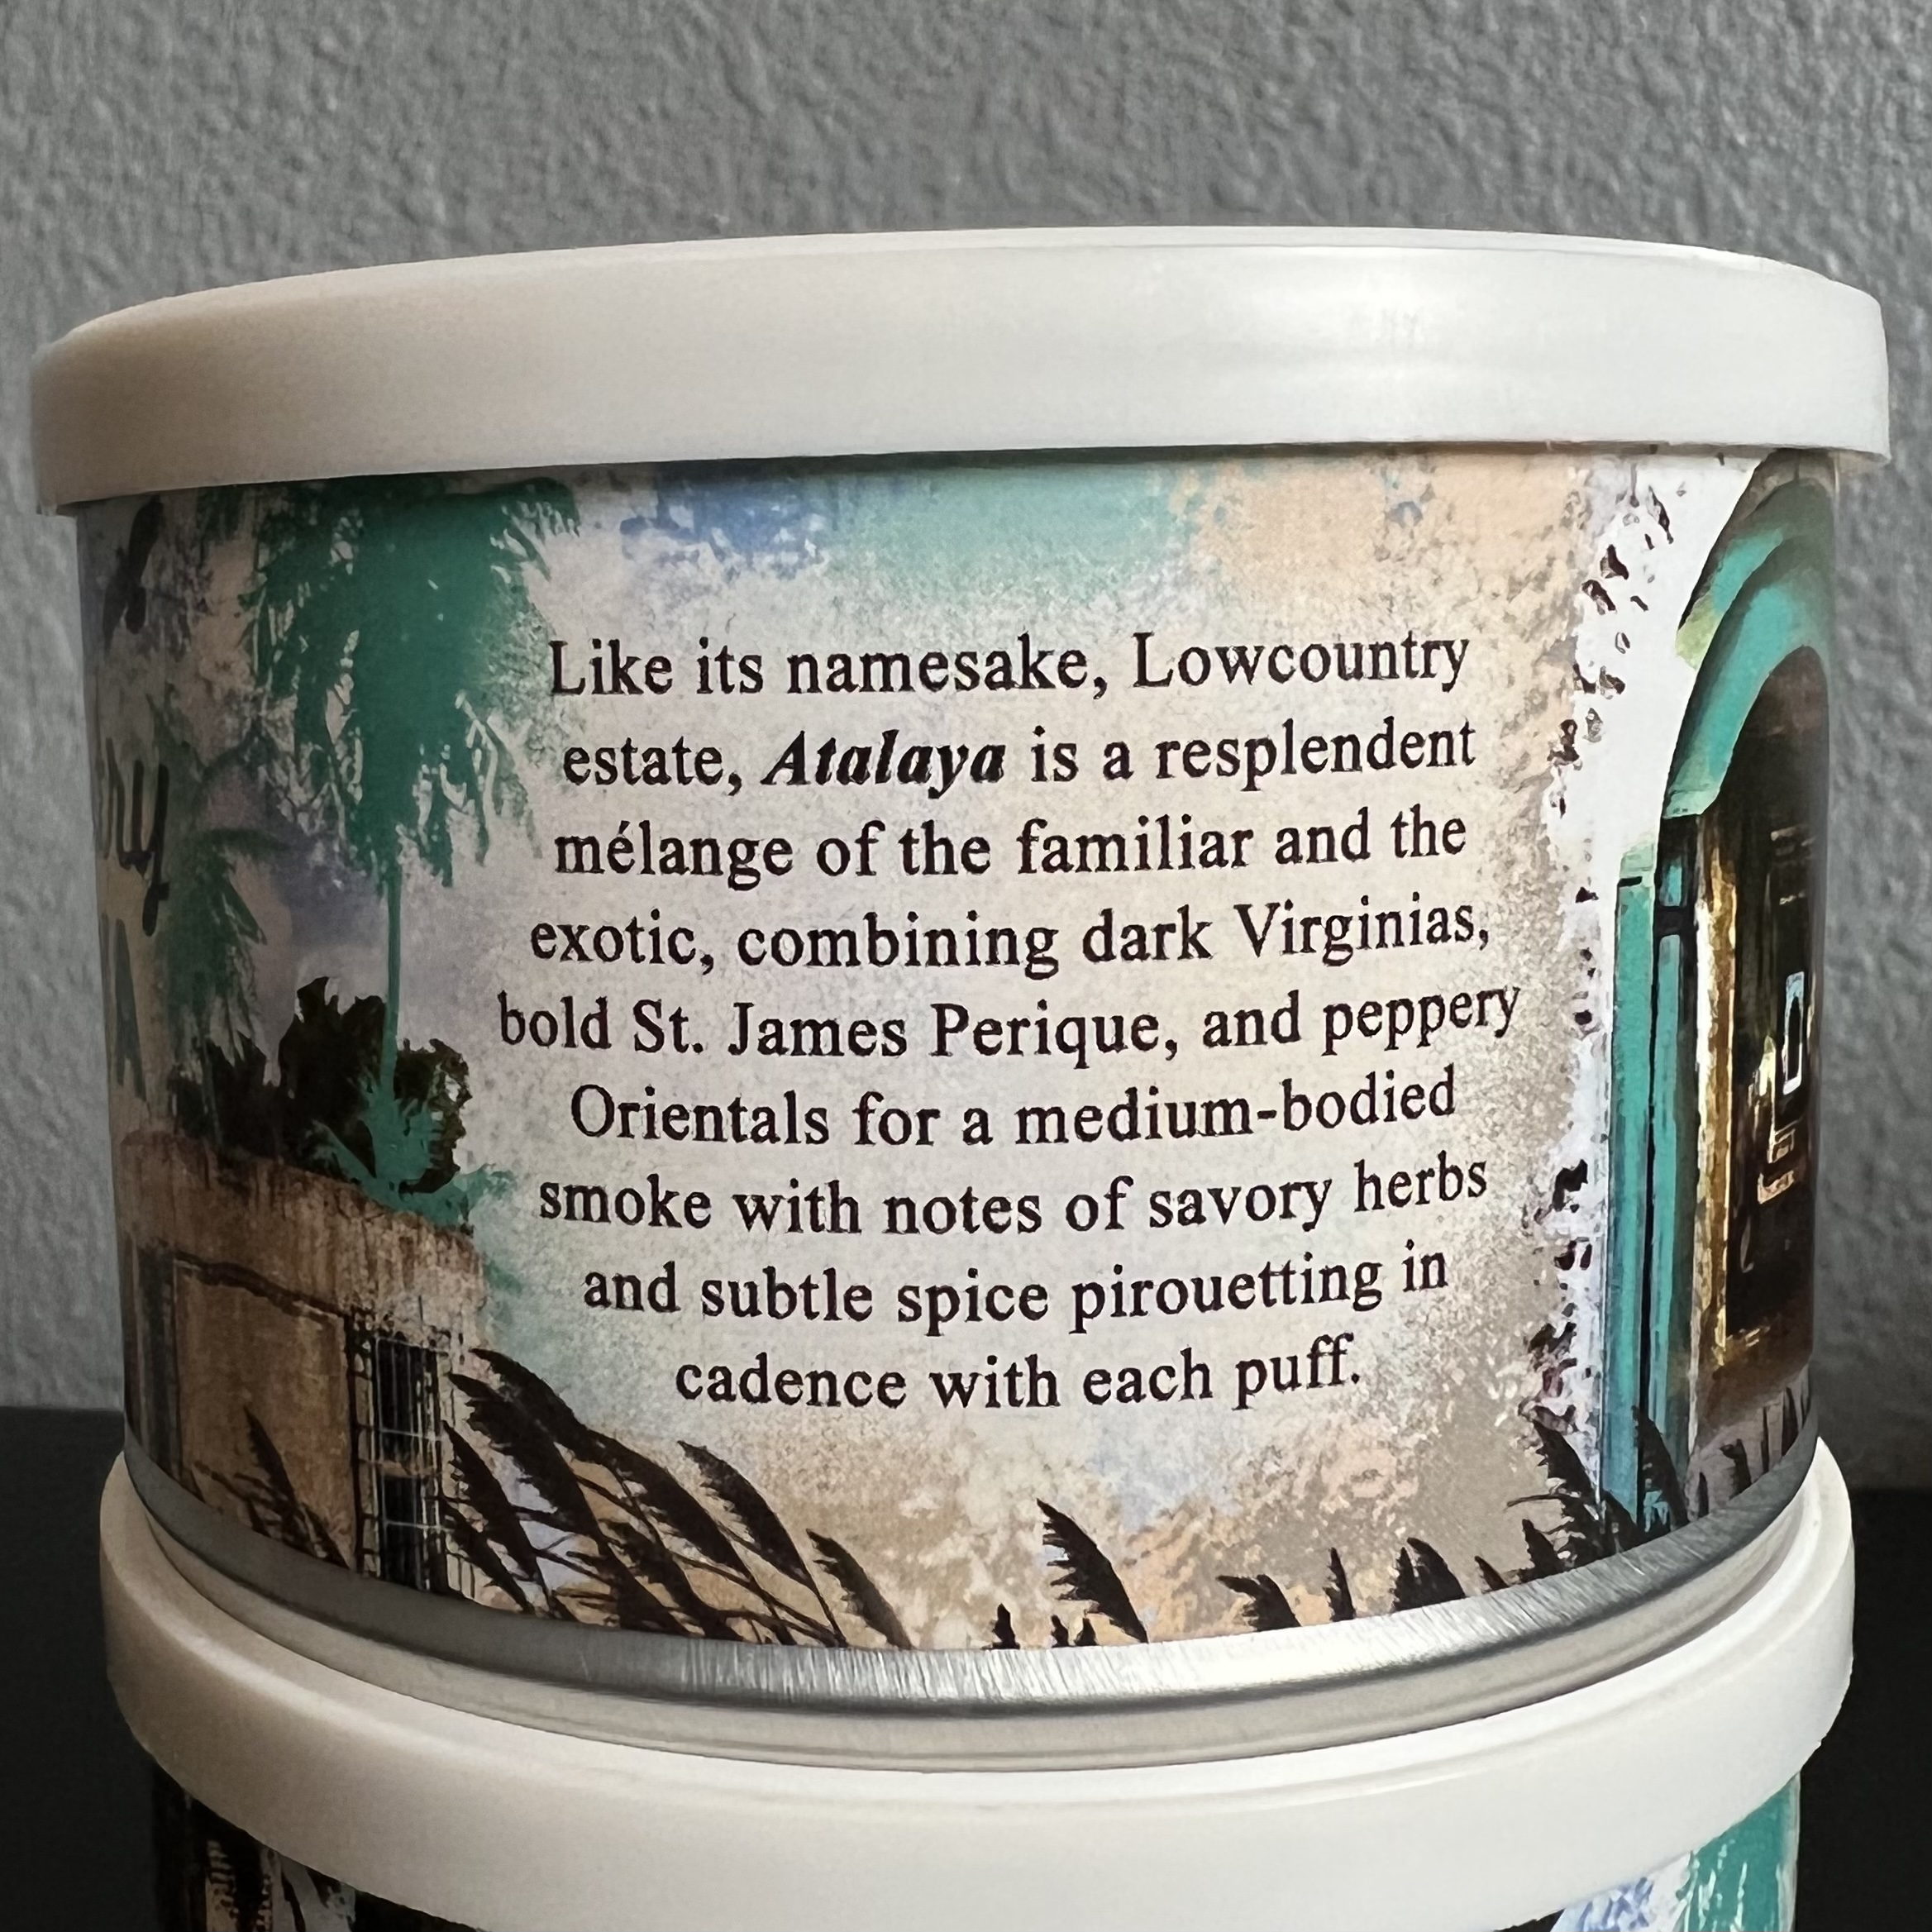 Like its namesake, Lowcountry
estate, Atalaya is a resplendent
mélange of the familiar and the
exotic, combining dark Virginias,
bold St. James Perique, and peppery
Orientals for a medium-bodied
smoke with notes of savory herbs
and subtle spice pirouetting in
cadence with each puff.